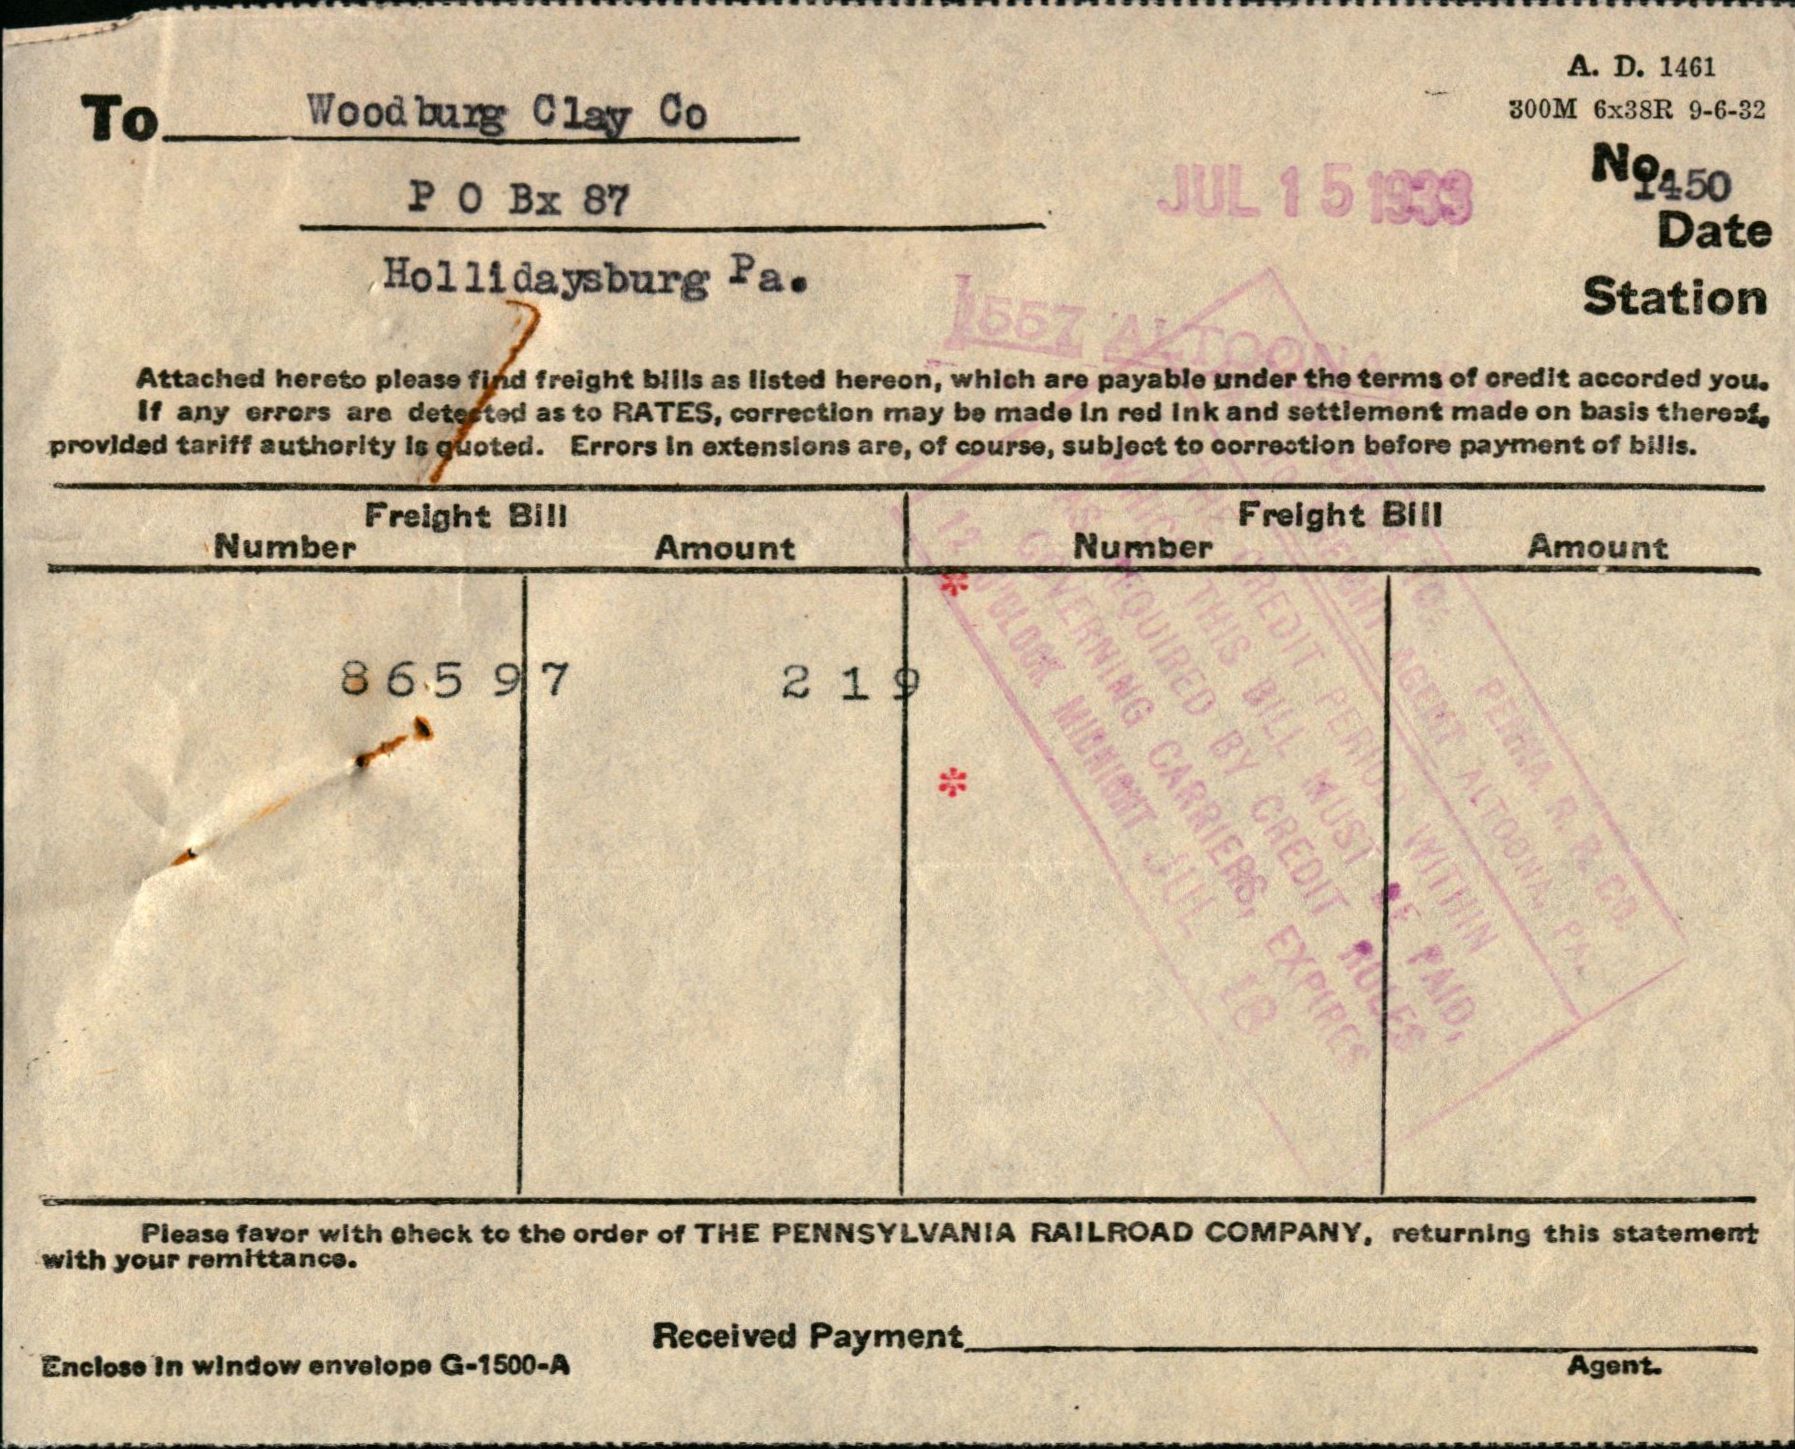 A. D. 1461
300M 6x38R 9-6-32
To Woodburg Clay Co
No. 1450
P O Bx 87
JUL 15 1933
Date
Hollidaysburg Pa.
Station
1557 ALTOONA
Attached hereto please find freight bills as listed hereon, which are payable under the terms of credit accorded you.
If any errors are detected as to RATES, correction may be made in red ink and settlement made on basis thereof,
provided tariff authority is quoted. Errors in extensions are, of course, subject to correction before payment of bills.
Freight Bill Freight Bill
Number Amount Number Amount
*
86597 219
*
PENNA. R. R. CO.
AGENT ALTOONA, PA.
CREDIT PERIOD WITHIN
THIS BILL MUST BE PAID,
AS REQUIRED BY CREDIT RULES
GOVERNING CARRIERS, EXPIRES
12 O'CLOCK MIDNIGHT JUL 18
Please favor with check to the order of THE PENNSYLVANIA RAILROAD COMPANY, returning this statement
with your remittance.
Received Payment
Enclose in window envelope G-1500-A
Agent.